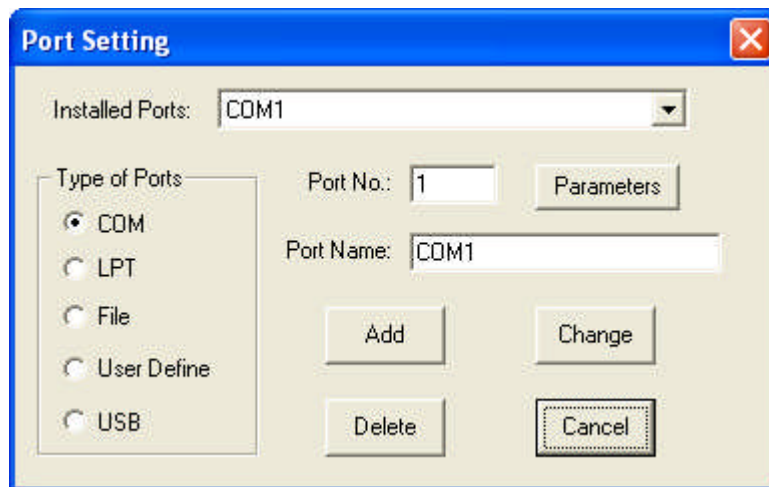 Port Setting
Installed Ports: COM1
Type of Ports
Port No.: 1 Parameters
COM
Port Name: COM1
LPT
File
Add Change
User Define
USB
Delete Cancel